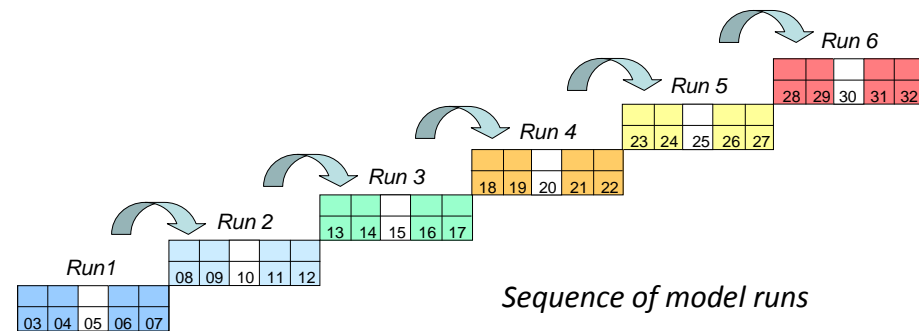 Run 6
28 29 30 31 32
Run 5
23 24 25 26 27
Run 4
18 19 20 21 22
Run 3
13 14 15 16 17
Run 2
08 09 10 11 12
Run1
03 04 05 06 07
Sequence of model runs